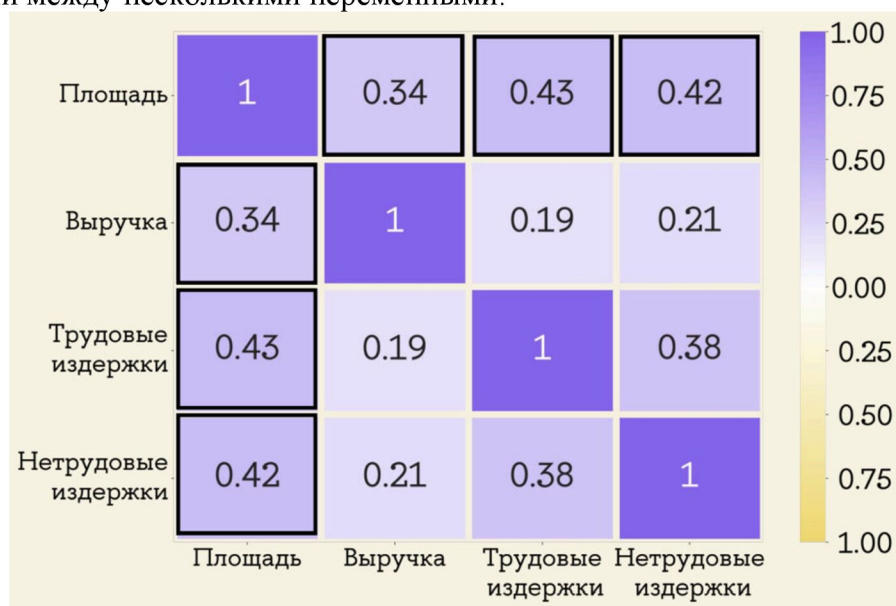 и между несколькими переменными.
Площадь 1 0.34 0.43 0.42
Выручка 0.34 1 0.19 0.21
Трудовые
издержки 0.43 0.19 1 0.38
Нетрудовые
издержки 0.42 0.21 0.38 1
Площадь Выручка Трудовые Нетрудовые
издержки издержки
1.00
0.75
0.50
0.25
0.00
0.25
0.50
0.75
1.00